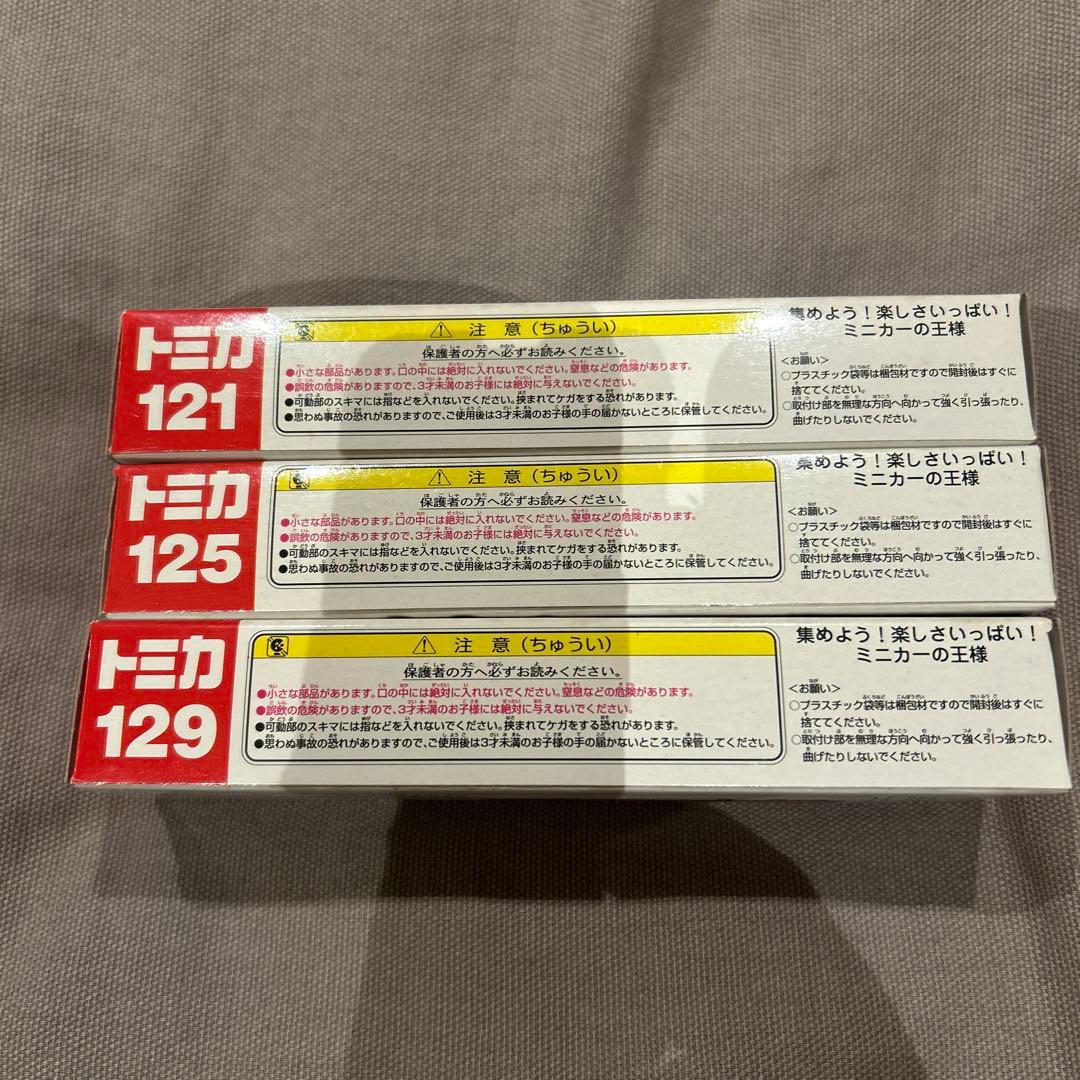 トミカ
121
⚠ 注 意（ちゅうい）
保護者の方へ必ずお読みください。
●小さな部品があります。口の中には絶対に入れないでください。窒息などの危険があります。
●誤飲の危険がありますので、3才未満のお子様には絶対に与えないでください。
●可動部のスキマには指などを入れないでください。挟まれてケガをする恐れがあります。
●思わぬ事故の恐れがありますので、ご使用後は3才未満のお子様の手の届かないところに保管してください。
集めよう！楽しさいっぱい！
ミニカーの王様
＜お願い＞
○プラスチック袋等は梱包材ですので開封後はすぐに
捨ててください。
○取付け部を無理な方向へ向かって強く引っ張ったり、
曲げたりしないでください。
トミカ
125
⚠ 注 意（ちゅうい）
保護者の方へ必ずお読みください。
●小さな部品があります。口の中には絶対に入れないでください。窒息などの危険があります。
●誤飲の危険がありますので、3才未満のお子様には絶対に与えないでください。
●可動部のスキマには指などを入れないでください。挟まれてケガをする恐れがあります。
●思わぬ事故の恐れがありますので、ご使用後は3才未満のお子様の手の届かないところに保管してください。
集めよう！楽しさいっぱい！
ミニカーの王様
＜お願い＞
○プラスチック袋等は梱包材ですので開封後はすぐに
捨ててください。
○取付け部を無理な方向へ向かって強く引っ張ったり、
曲げたりしないでください。
トミカ
129
⚠ 注 意（ちゅうい）
保護者の方へ必ずお読みください。
●小さな部品があります。口の中には絶対に入れないでください。窒息などの危険があります。
●誤飲の危険がありますので、3才未満のお子様には絶対に与えないでください。
●可動部のスキマには指などを入れないでください。挟まれてケガをする恐れがあります。
●思わぬ事故の恐れがありますので、ご使用後は3才未満のお子様の手の届かないところに保管してください。
集めよう！楽しさいっぱい！
ミニカーの王様
＜お願い＞
○プラスチック袋等は梱包材ですので開封後はすぐに
捨ててください。
○取付け部を無理な方向へ向かって強く引っ張ったり、
曲げたりしないでください。